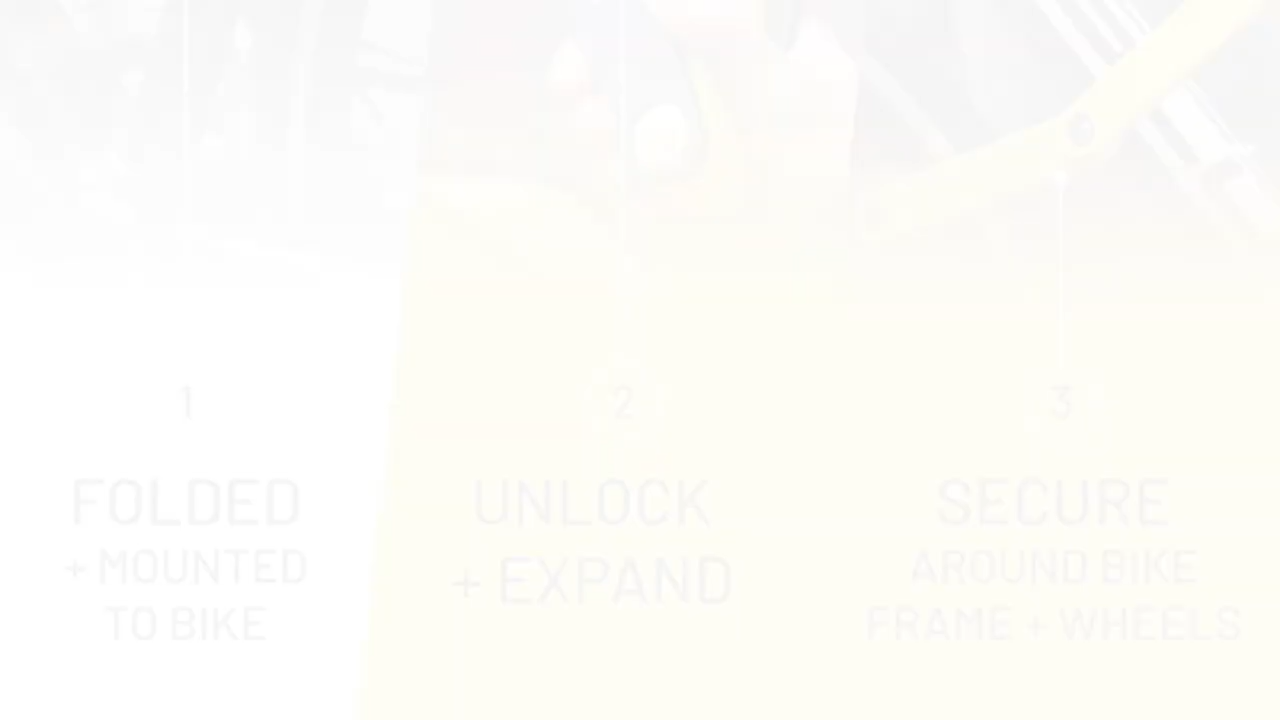 1
FOLDED
+ MOUNTED
TO BIKE
2
UNLOCK
+ EXPAND
3
SECURE
AROUND BIKE
FRAME + WHEELS